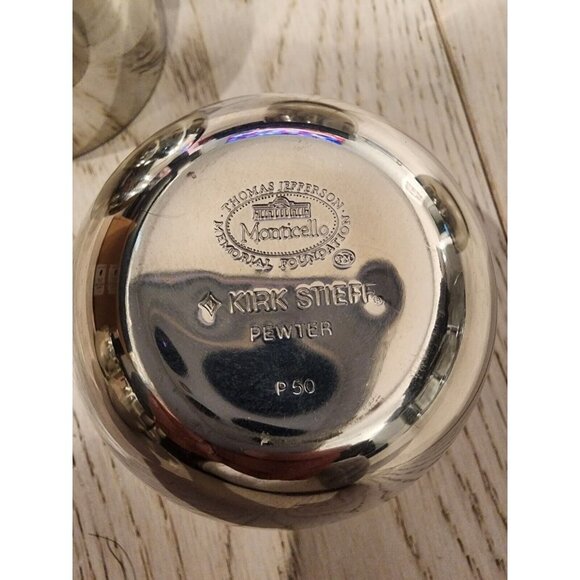 THOMAS JEFFERSON
Monticello
MEMORIAL FOUNDATION
KIRK STIEFF
PEWTER
P50